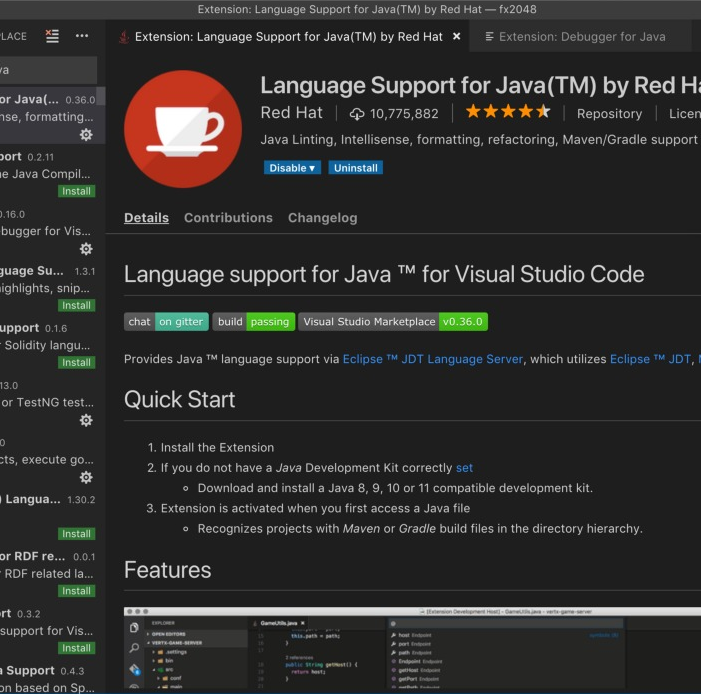 Extension: Language Support for Java(TM) by Red Hat — fx2048
PLACE
Extension: Language Support for Java(TM) by Red Hat ×
Extension: Debugger for Java
va
or Java(... 0.36.0
nse, formatting...
port 0.2.11
ne Java Compil...
Install
0.16.0
ebugger for Vis...
guage Su... 1.3.1
highlights, snip...
Install
upport 0.1.6
r Solidity langu...
Install
13.0
or TestNG test...
0
cts, execute go...
) Langua... 1.30.2
Install
or RDF re... 0.0.1
r RDF related la...
Install
rt 0.3.2
support for Vis...
Install
a Support 0.4.3
on based on Sp...
Language Support for Java(TM) by Red Ha
Red Hat 10,775,882 Repository Licen
Java Linting, Intellisense, formatting, refactoring, Maven/Gradle support
Disable Uninstall
Details Contributions Changelog
Language support for Java ™ for Visual Studio Code
chat on gitter build passing Visual Studio Marketplace v0.36.0
Provides Java ™ language support via Eclipse ™ JDT Language Server, which utilizes Eclipse ™ JDT,
Quick Start
1. Install the Extension
2. If you do not have a Java Development Kit correctly set
Download and install a Java 8, 9, 10 or 11 compatible development kit.
3. Extension is activated when you first access a Java file
Recognizes projects with Maven or Gradle build files in the directory hierarchy.
Features
[Extension Development Host] - GameUtils.java - vertx-game-server
EXPLORER
OPEN EDITORS
VERTX-GAME-SERVER
.settings
bin
src
conf
main
GameUtils.java ×
this.path = path;
}
2 references
public String getHost() {
return host;
}
host Endpoint
port Endpoint
path Endpoint
Endpoint Endpoint
getHost Endpoint
getPort Endpoint
getPath Endpoint